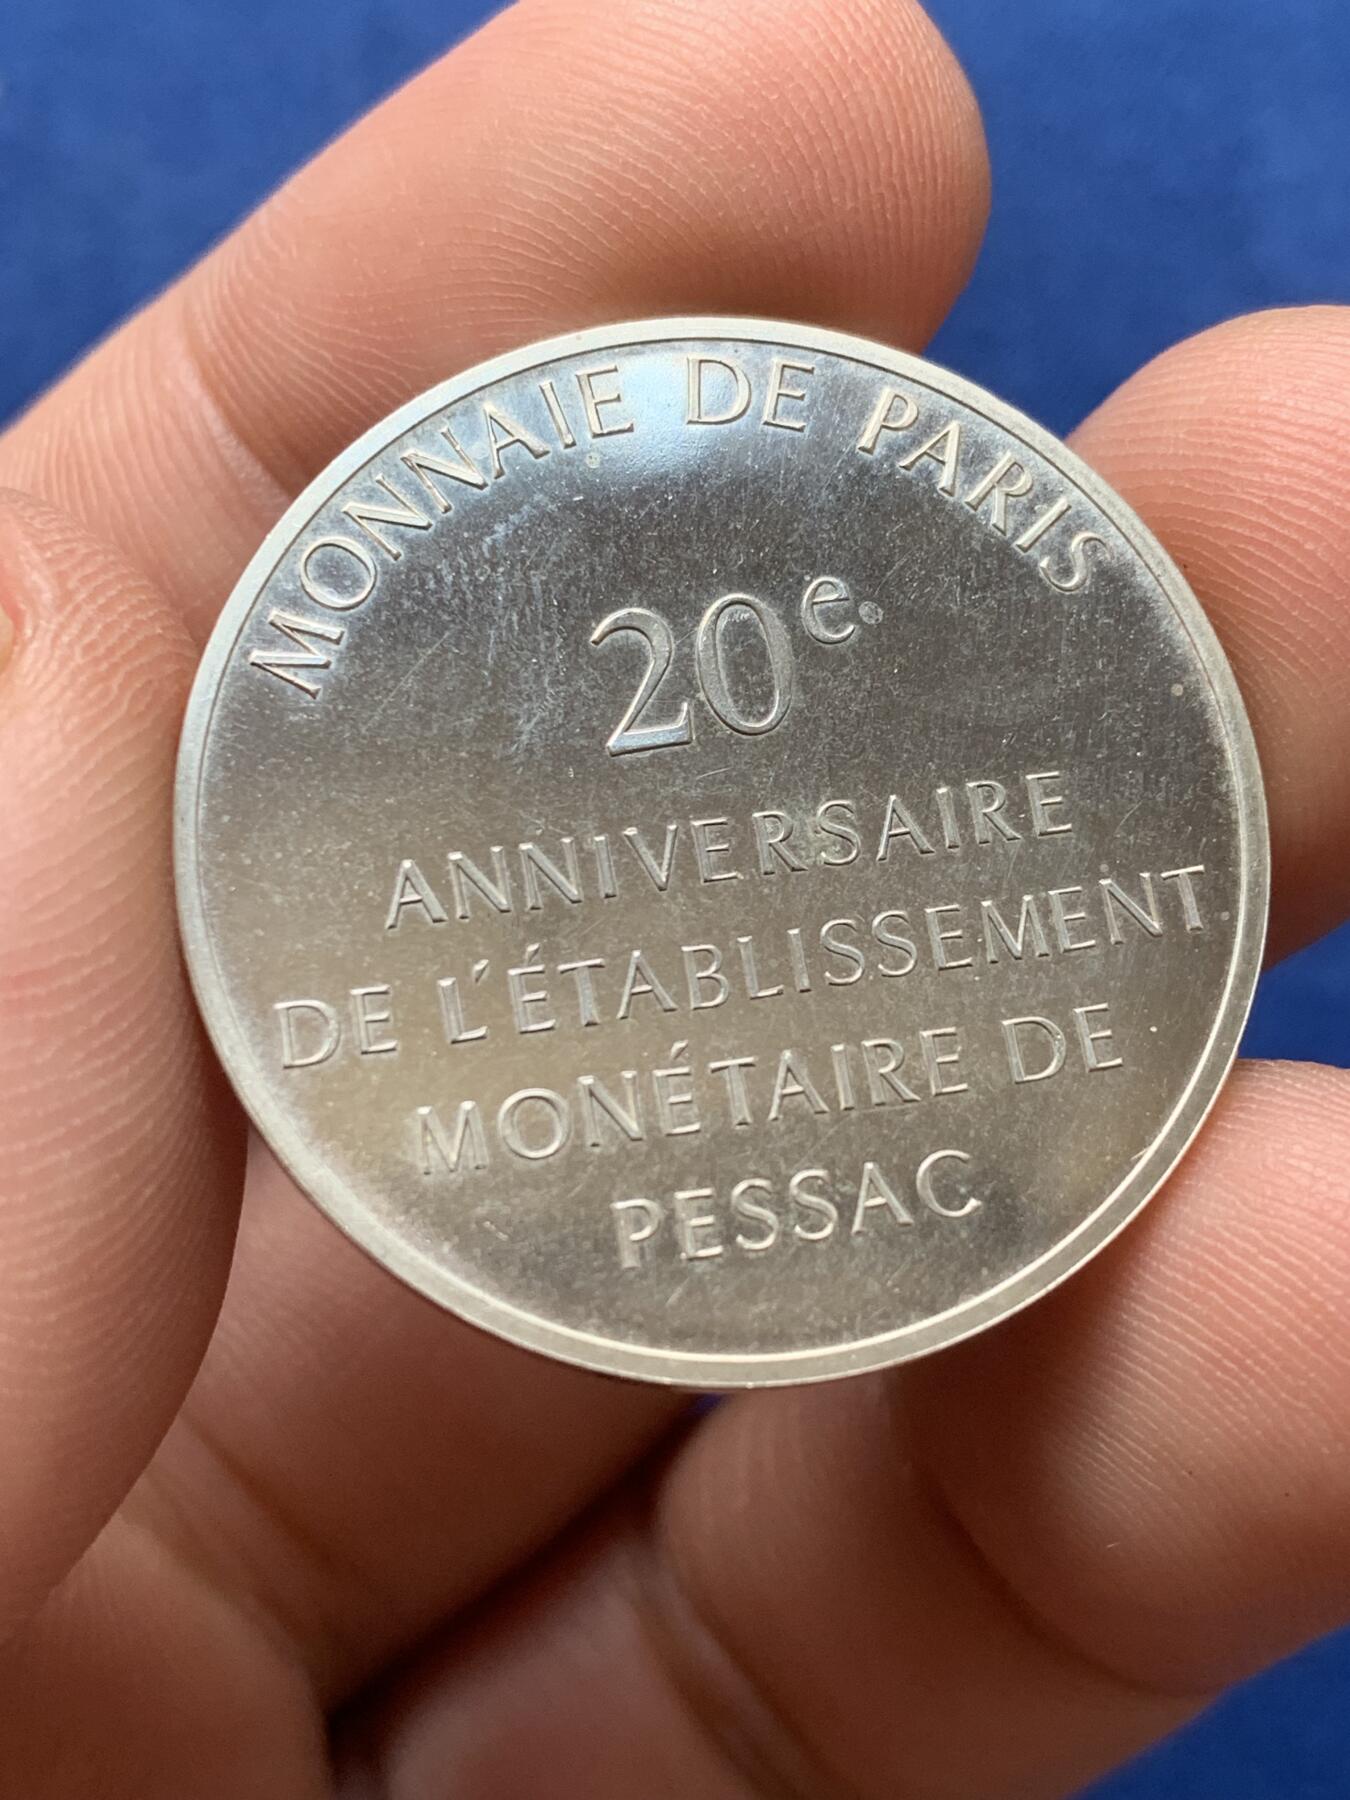 MONNAIE DE PARIS
20e
ANNIVERSAIRE
DE L'ÉTABLISSEMENT
MONÉTAIRE DE
PESSAC